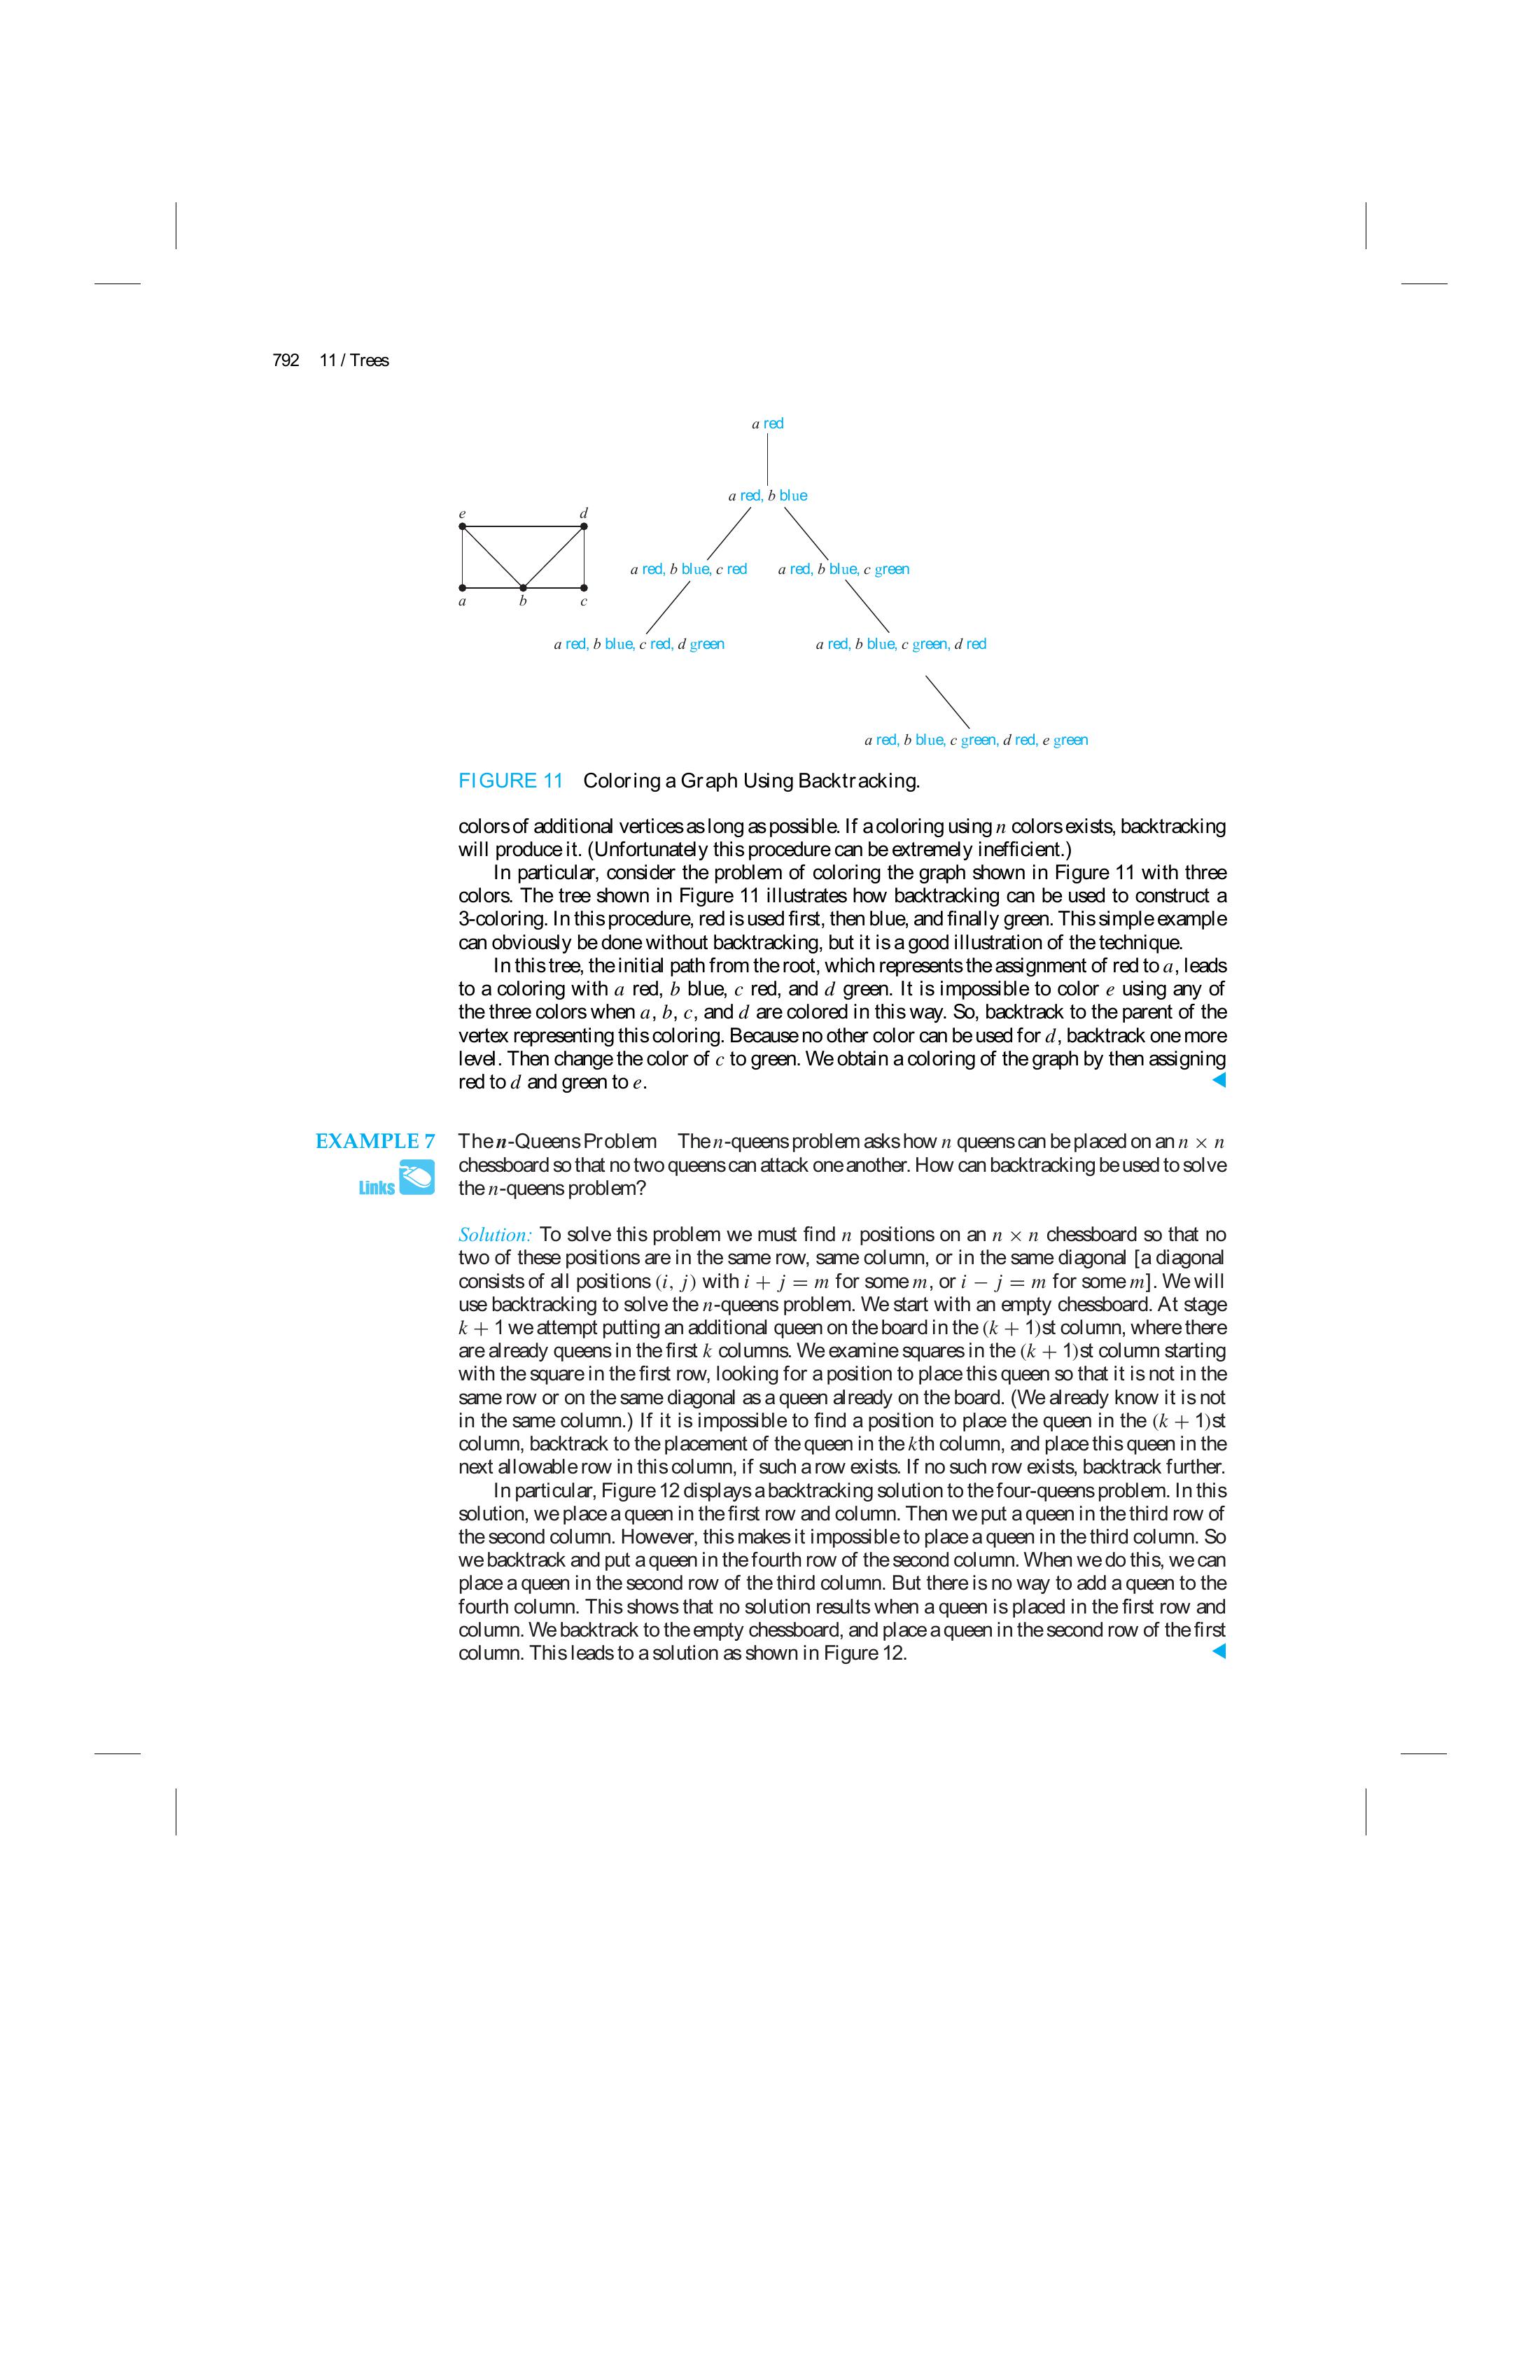 792 11 / Trees
a red
a red, b blue
e d
a red, b blue, c red a red, b blue, c green
a b c
a red, b blue, c red, d green a red, b blue, c green, d red
a red, b blue, c green, d red, e green
FIGURE 11 Coloring a Graph Using Backtracking.
colors of additional vertices as long as possible. If a coloring using n colors exists, backtracking
will produce it. (Unfortunately this procedure can be extremely inefficient.)
In particular, consider the problem of coloring the graph shown in Figure 11 with three
colors. The tree shown in Figure 11 illustrates how backtracking can be used to construct a
3-coloring. In this procedure, red is used first, then blue, and finally green. This simple example
can obviously be done without backtracking, but it is a good illustration of the technique.
In this tree, the initial path from the root, which represents the assignment of red to a, leads
to a coloring with a red, b blue, c red, and d green. It is impossible to color e using any of
the three colors when a, b, c, and d are colored in this way. So, backtrack to the parent of the
vertex representing this coloring. Because no other color can be used for d, backtrack one more
level. Then change the color of c to green. We obtain a coloring of the graph by then assigning
red to d and green to e.
EXAMPLE 7 The n-Queens Problem The n-queens problem asks how n queens can be placed on an n × n
chessboard so that no two queens can attack one another. How can backtracking be used to solve
Links the n-queens problem?
Solution: To solve this problem we must find n positions on an n × n chessboard so that no
two of these positions are in the same row, same column, or in the same diagonal [a diagonal
consists of all positions (i, j) with i + j = m for some m, or i − j = m for some m]. We will
use backtracking to solve the n-queens problem. We start with an empty chessboard. At stage
k + 1 we attempt putting an additional queen on the board in the (k + 1)st column, where there
are already queens in the first k columns. We examine squares in the (k + 1)st column starting
with the square in the first row, looking for a position to place this queen so that it is not in the
same row or on the same diagonal as a queen already on the board. (We already know it is not
in the same column.) If it is impossible to find a position to place the queen in the (k + 1)st
column, backtrack to the placement of the queen in the kth column, and place this queen in the
next allowable row in this column, if such a row exists. If no such row exists, backtrack further.
In particular, Figure 12 displays a backtracking solution to the four-queens problem. In this
solution, we place a queen in the first row and column. Then we put a queen in the third row of
the second column. However, this makes it impossible to place a queen in the third column. So
we backtrack and put a queen in the fourth row of the second column. When we do this, we can
place a queen in the second row of the third column. But there is no way to add a queen to the
fourth column. This shows that no solution results when a queen is placed in the first row and
column. We backtrack to the empty chessboard, and place a queen in the second row of the first
column. This leads to a solution as shown in Figure 12.